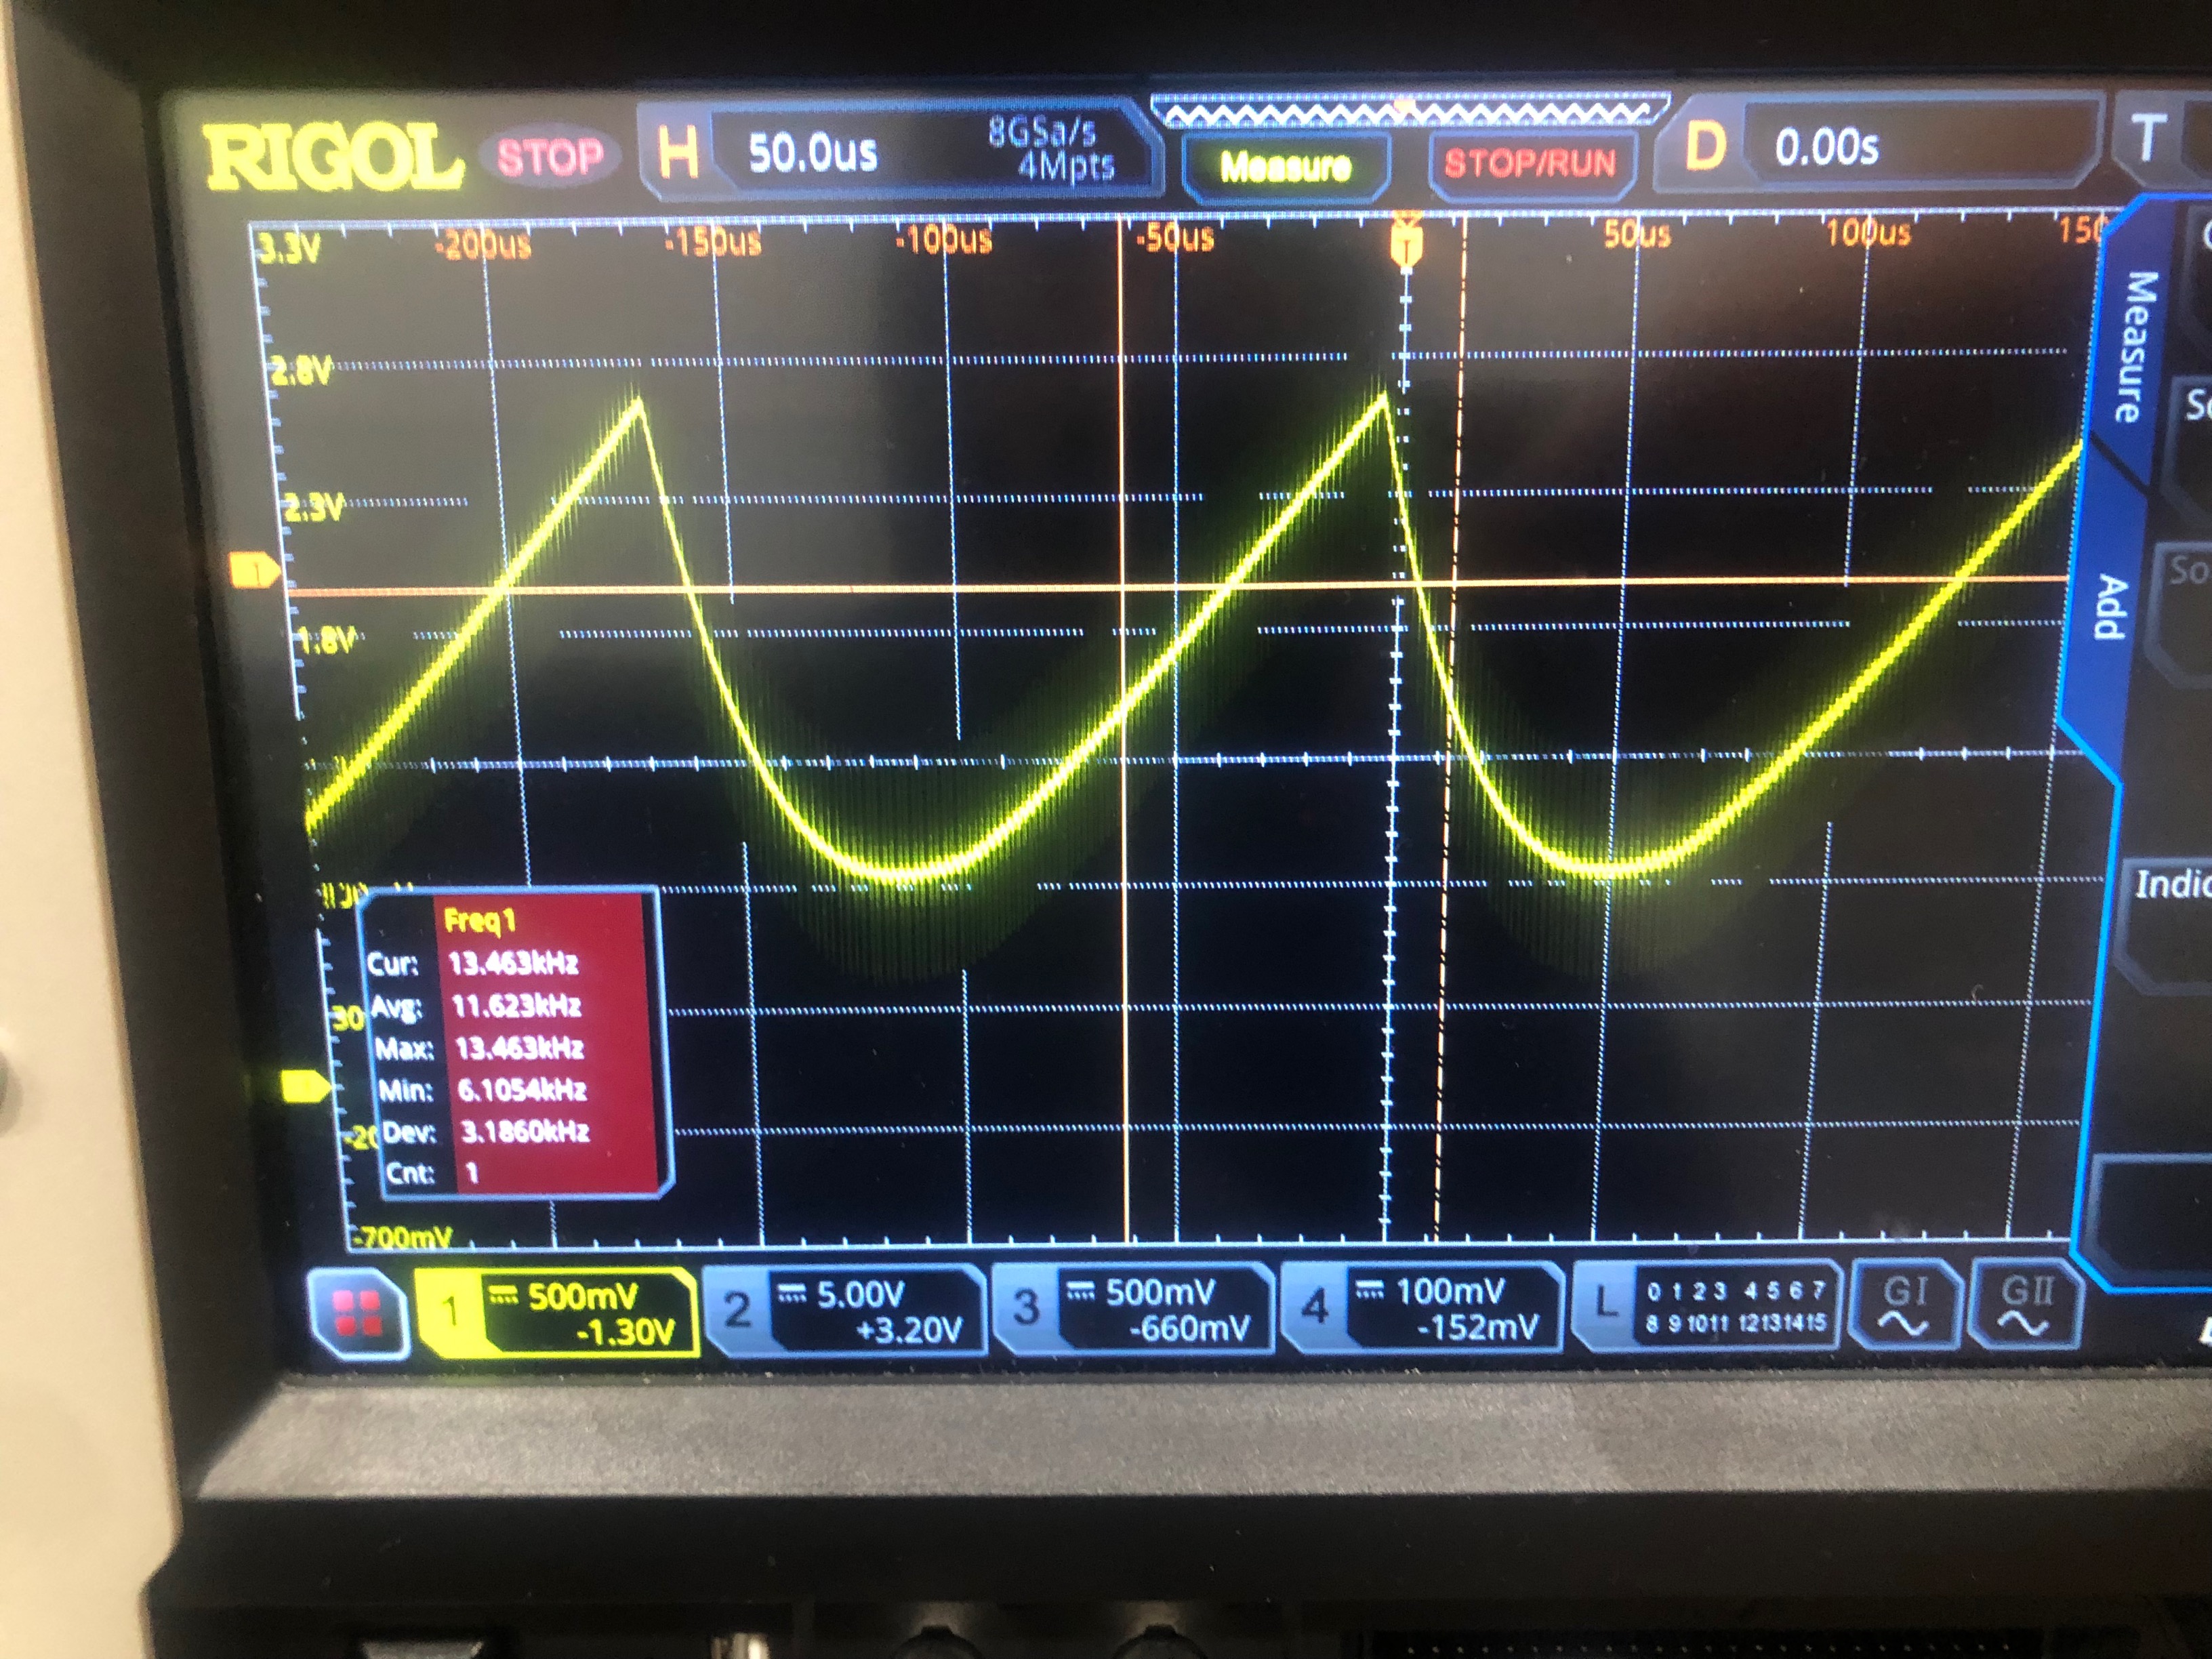 RIGOL STOP H 50.0us 8GSa/s 4Mpts Measure STOP/RUN D 0.00s T
3.3V -200us -150us -100us -50us T 50us 100us 150
2.8V
2.3V
1
1.8V
Measure
Add
Freq1
Cur: 13.463kHz
Avg: 11.623kHz
Max: 13.463kHz
Min: 6.1054kHz
Dev: 3.1860kHz
Cnt: 1
30
-20
-700mV
Indic
1 500mV -1.30V
2 5.00V +3.20V
3 500mV -660mV
4 100mV -152mV
L 0 1 2 3 4 5 6 7
8 9 10 11 12 13 14 15
GI GII